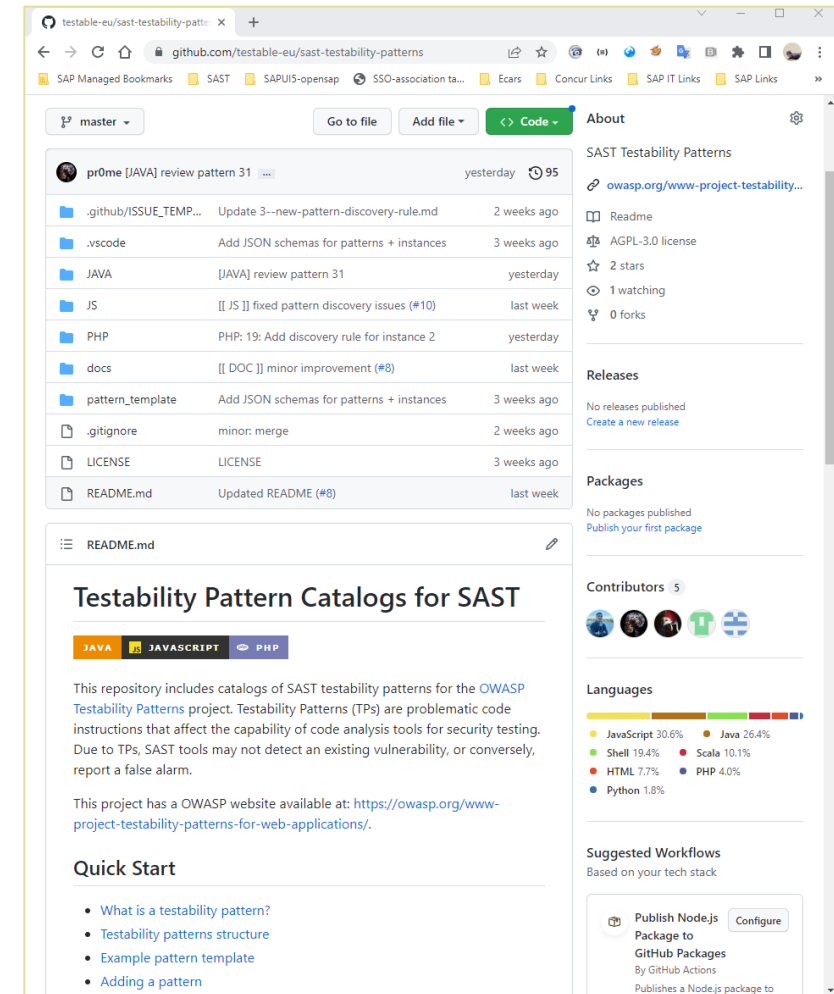 testable-eu/sast-testability-patte
github.com/testable-eu/sast-testability-patterns
SAP Managed Bookmarks
SAST
SAPUI5-opensap
SSO-association ta...
Ecars
Concur Links
SAP IT Links
SAP Links
»
master
Go to file
Add file
<> Code
pr0me [JAVA] review pattern 31 ... yesterday 95
.github/ISSUE_TEMP... Update 3--new-pattern-discovery-rule.md 2 weeks ago
.vscode Add JSON schemas for patterns + instances 3 weeks ago
JAVA [JAVA] review pattern 31 yesterday
JS [[ JS ]] fixed pattern discovery issues (#10) last week
PHP PHP: 19: Add discovery rule for instance 2 yesterday
docs [[ DOC ]] minor improvement (#8) last week
pattern_template Add JSON schemas for patterns + instances 3 weeks ago
.gitignore minor: merge 2 weeks ago
LICENSE LICENSE 3 weeks ago
README.md Updated README (#8) last week
README.md
Testability Pattern Catalogs for SAST
JAVA JS JAVASCRIPT php PHP
This repository includes catalogs of SAST testability patterns for the OWASP
Testability Patterns project. Testability Patterns (TPs) are problematic code
instructions that affect the capability of code analysis tools for security testing.
Due to TPs, SAST tools may not detect an existing vulnerability, or conversely,
report a false alarm.
This project has a OWASP website available at: https://owasp.org/www-
project-testability-patterns-for-web-applications/.
Quick Start
What is a testability pattern?
Testability patterns structure
Example pattern template
Adding a pattern
About
SAST Testability Patterns
owasp.org/www-project-testability...
Readme
AGPL-3.0 license
2 stars
1 watching
0 forks
Releases
No releases published
Create a new release
Packages
No packages published
Publish your first package
Contributors 5
Languages
JavaScript 30.6% Java 26.4%
Shell 19.4% Scala 10.1%
HTML 7.7% PHP 4.0%
Python 1.8%
Suggested Workflows
Based on your tech stack
Publish Node.js
Package to
GitHub Packages
Configure
By GitHub Actions
Publishes a Node.js package to